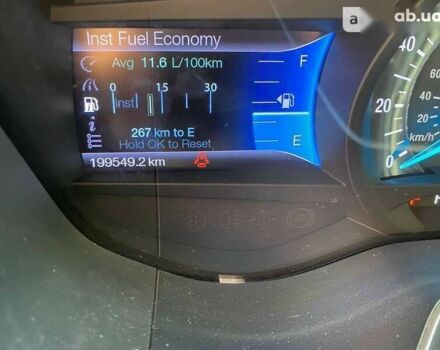 a ab.ua
Inst Fuel Economy
Avg 11.6 L/100km
0 15 30
Inst
267 km to E
Hold OK to Reset
199549.2 km
F
E
40
20
0
40
20
0
km/h